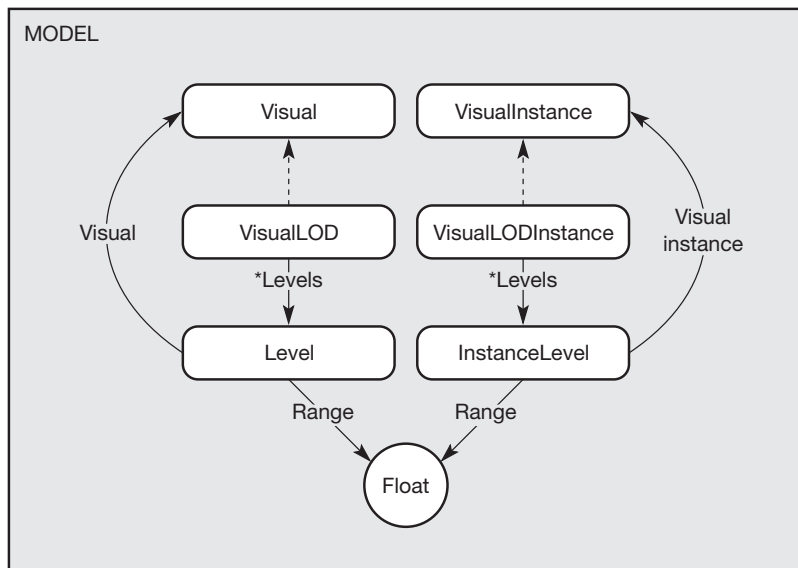 MODEL
Visual
VisualInstance
Visual
VisualLOD
VisualLODInstance
Visual
instance
*Levels
*Levels
Level
InstanceLevel
Range
Range
Float